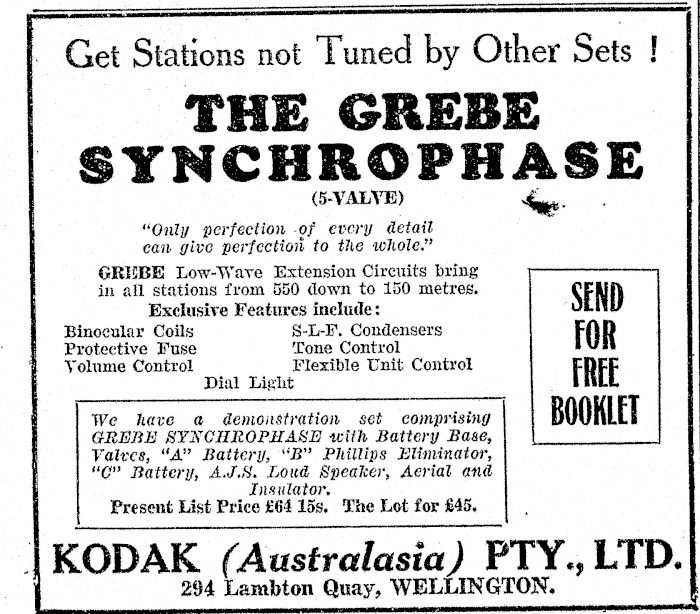 Get Stations not Tuned by Other Sets !
THE GREBE
SYNCHROPHASE
(5-VALVE)
"Only perfection of every detail
can give perfection to the whole."
GREBE Low-Wave Extension Circuits bring
in all stations from 550 down to 150 metres.
Exclusive Features include:
Binocular Coils
S-L-F. Condensers
Protective Fuse
Tone Control
Volume Control
Flexible Unit Control
Dial Light
SEND
FOR
FREE
BOOKLET
We have a demonstration set comprising
GREBE SYNCHROPHASE with Battery Base,
Valves, "A" Battery, "B" Phillips Eliminator,
"C" Battery, A.J.S. Loud Speaker, Aerial and
Insulator.
Present List Price £64 15s. The Lot for £45.
KODAK (Australasia) PTY., LTD.
294 Lambton Quay, WELLINGTON.